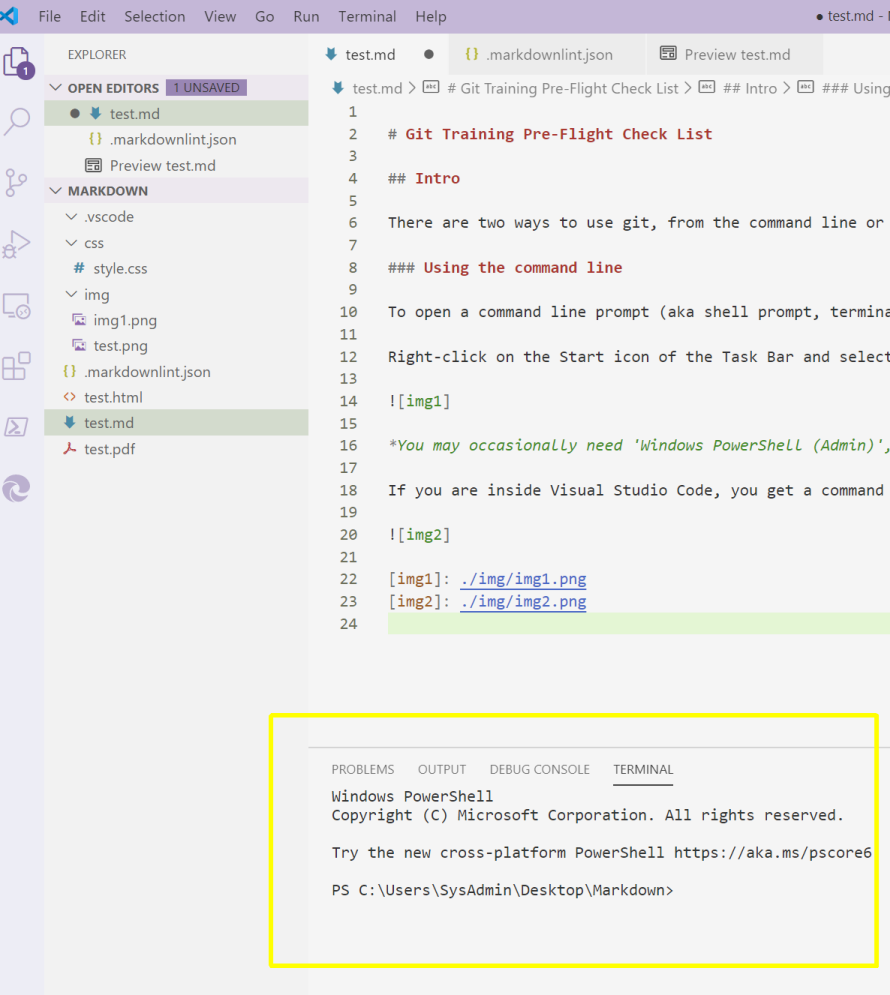 File Edit Selection View Go Run Terminal Help
● test.md -
EXPLORER
OPEN EDITORS 1 UNSAVED
test.md
{} .markdownlint.json
Preview test.md
MARKDOWN
.vscode
css
# style.css
img
img1.png
test.png
{} .markdownlint.json
<> test.html
test.md
test.pdf
1
test.md ● {} .markdownlint.json Preview test.md
test.md > abc # Git Training Pre-Flight Check List > abc ## Intro > abc ### Using
1
2 # Git Training Pre-Flight Check List
3
4 ## Intro
5
6 There are two ways to use git, from the command line or
7
8 ### Using the command line
9
10 To open a command line prompt (aka shell prompt, termina
11
12 Right-click on the Start icon of the Task Bar and select
13
14 ![img1]
15
16 *You may occasionally need 'Windows PowerShell (Admin)',
17
18 If you are inside Visual Studio Code, you get a command
19
20 ![img2]
21
22 [img1]: ./img/img1.png
23 [img2]: ./img/img2.png
24
PROBLEMS OUTPUT DEBUG CONSOLE TERMINAL
Windows PowerShell
Copyright (C) Microsoft Corporation. All rights reserved.
Try the new cross-platform PowerShell https://aka.ms/pscore6
PS C:\Users\SysAdmin\Desktop\Markdown>